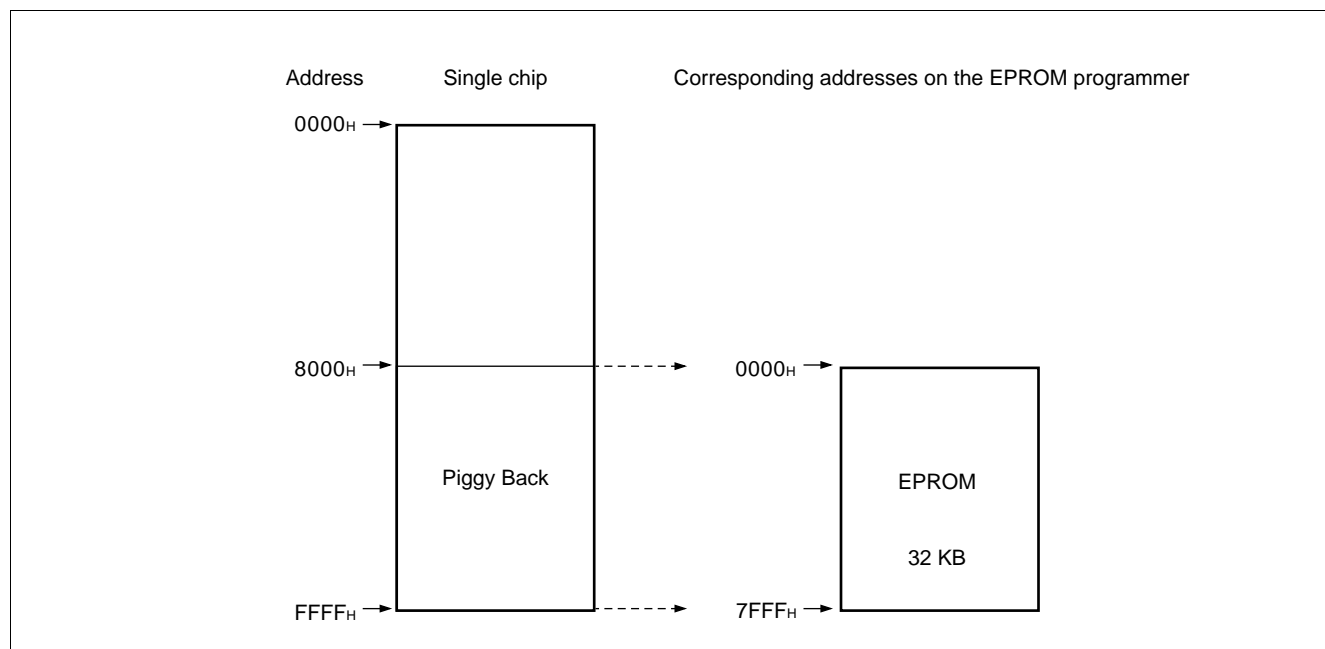 Address Single chip Corresponding addresses on the EPROM programmer
0000H
8000H 0000H
Piggy Back EPROM
32 KB
FFFFH 7FFFH